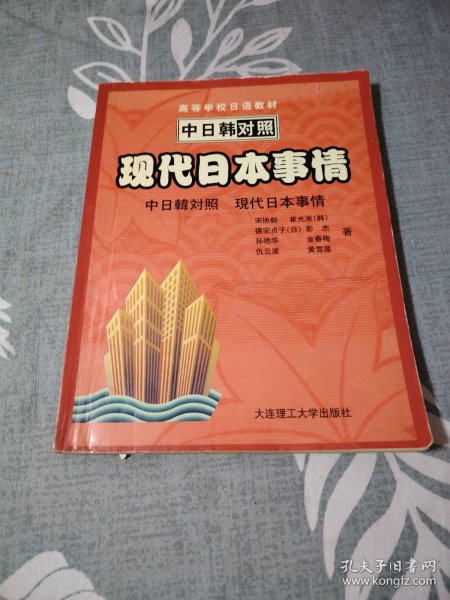 高等学校日语教材
中日韩对照
现代日本事情
中日韓対照 現代日本事情
宋协毅 崔光准(韩)
德安贞子(日) 彭杰
孙艳华 金春梅
仇云波 黄雪莲
著
大连理工大学出版社
孔夫子旧书网
www.kongfz.com